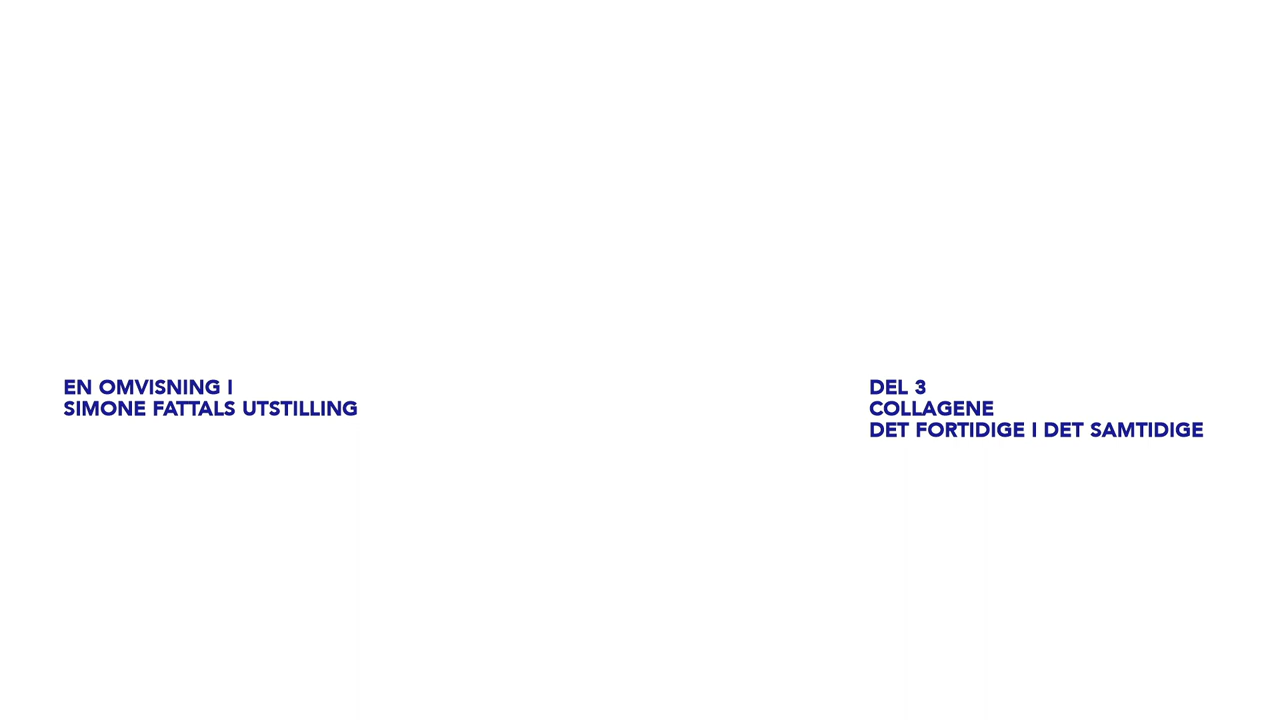 EN OMVISNING I
SIMONE FATTALS UTSTILLING
DEL 3
COLLAGENE
DET FORTIDIGE I DET SAMTIDIGE